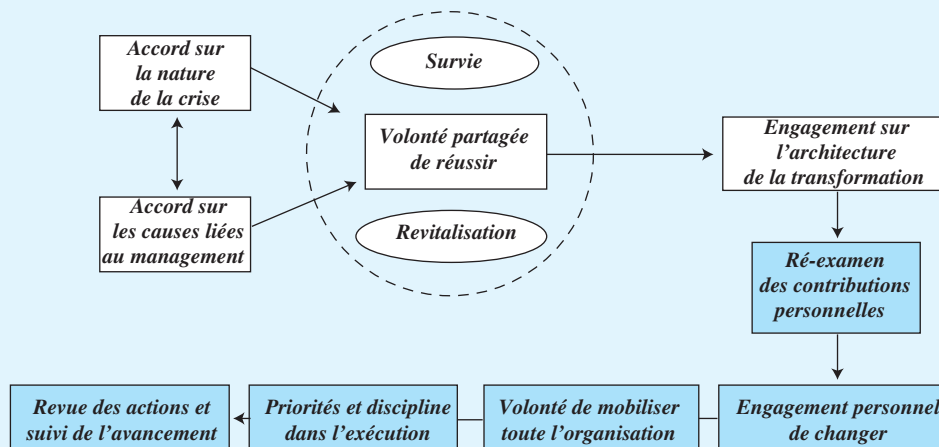 Accord sur
la nature
de la crise
Accord sur
les causes liées
au management
Survie
Volonté partagée
de réussir
Revitalisation
Engagement sur
l'architecture
de la transformation
Ré-examen
des contributions
personnelles
Engagement personnel
de changer
Volonté de mobiliser
toute l'organisation
Priorités et discipline
dans l'exécution
Revue des actions et
suivi de l'avancement